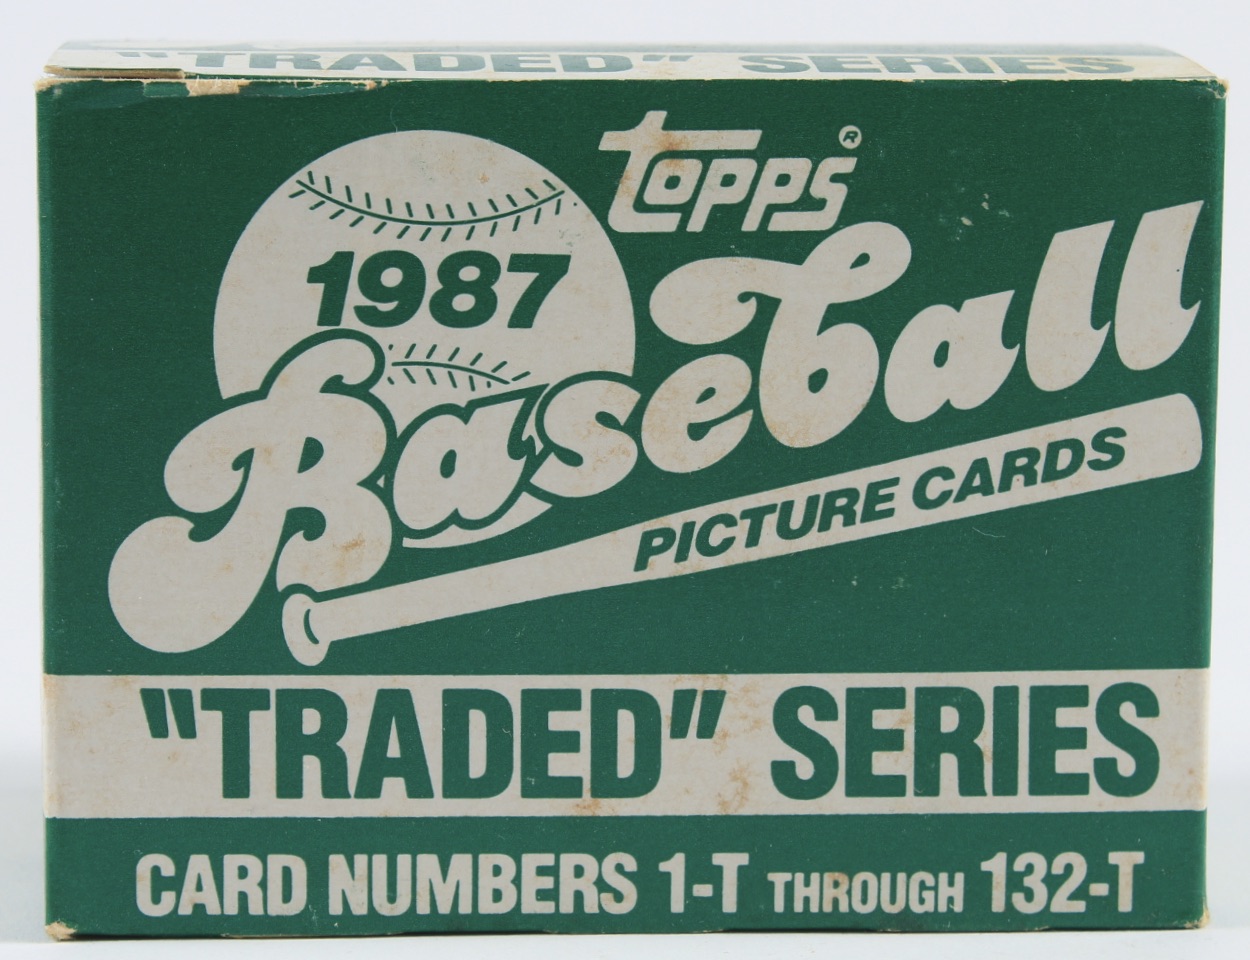 "TRADED" SERIES
topps®
1987
Baseball
PICTURE CARDS
"TRADED" SERIES
CARD NUMBERS 1-T THROUGH 132-T